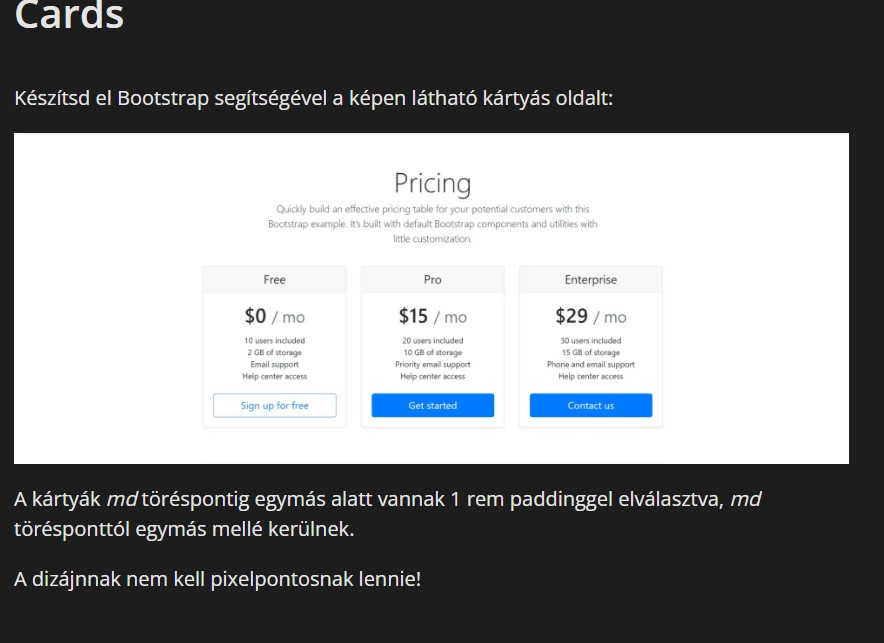 Cards
Készítsd el Bootstrap segítségével a képen látható kártyás oldalt:
Pricing
Quickly build an effective pricing table for your potential customers with this
Bootstrap example. It's built with default Bootstrap components and utilities with
little customization.
Free
$0 / mo
10 users included
2 GB of storage
Email support
Help center access
Sign up for free
Pro
$15 / mo
20 users included
10 GB of storage
Priority email support
Help center access
Get started
Enterprise
$29 / mo
30 users included
15 GB of storage
Phone and email support
Help center access
Contact us
A kártyák md töréspontig egymás alatt vannak 1 rem paddinggel elválasztva, md
törésponttól egymás mellé kerülnek.
A dizájnnak nem kell pixelpontosnak lennie!